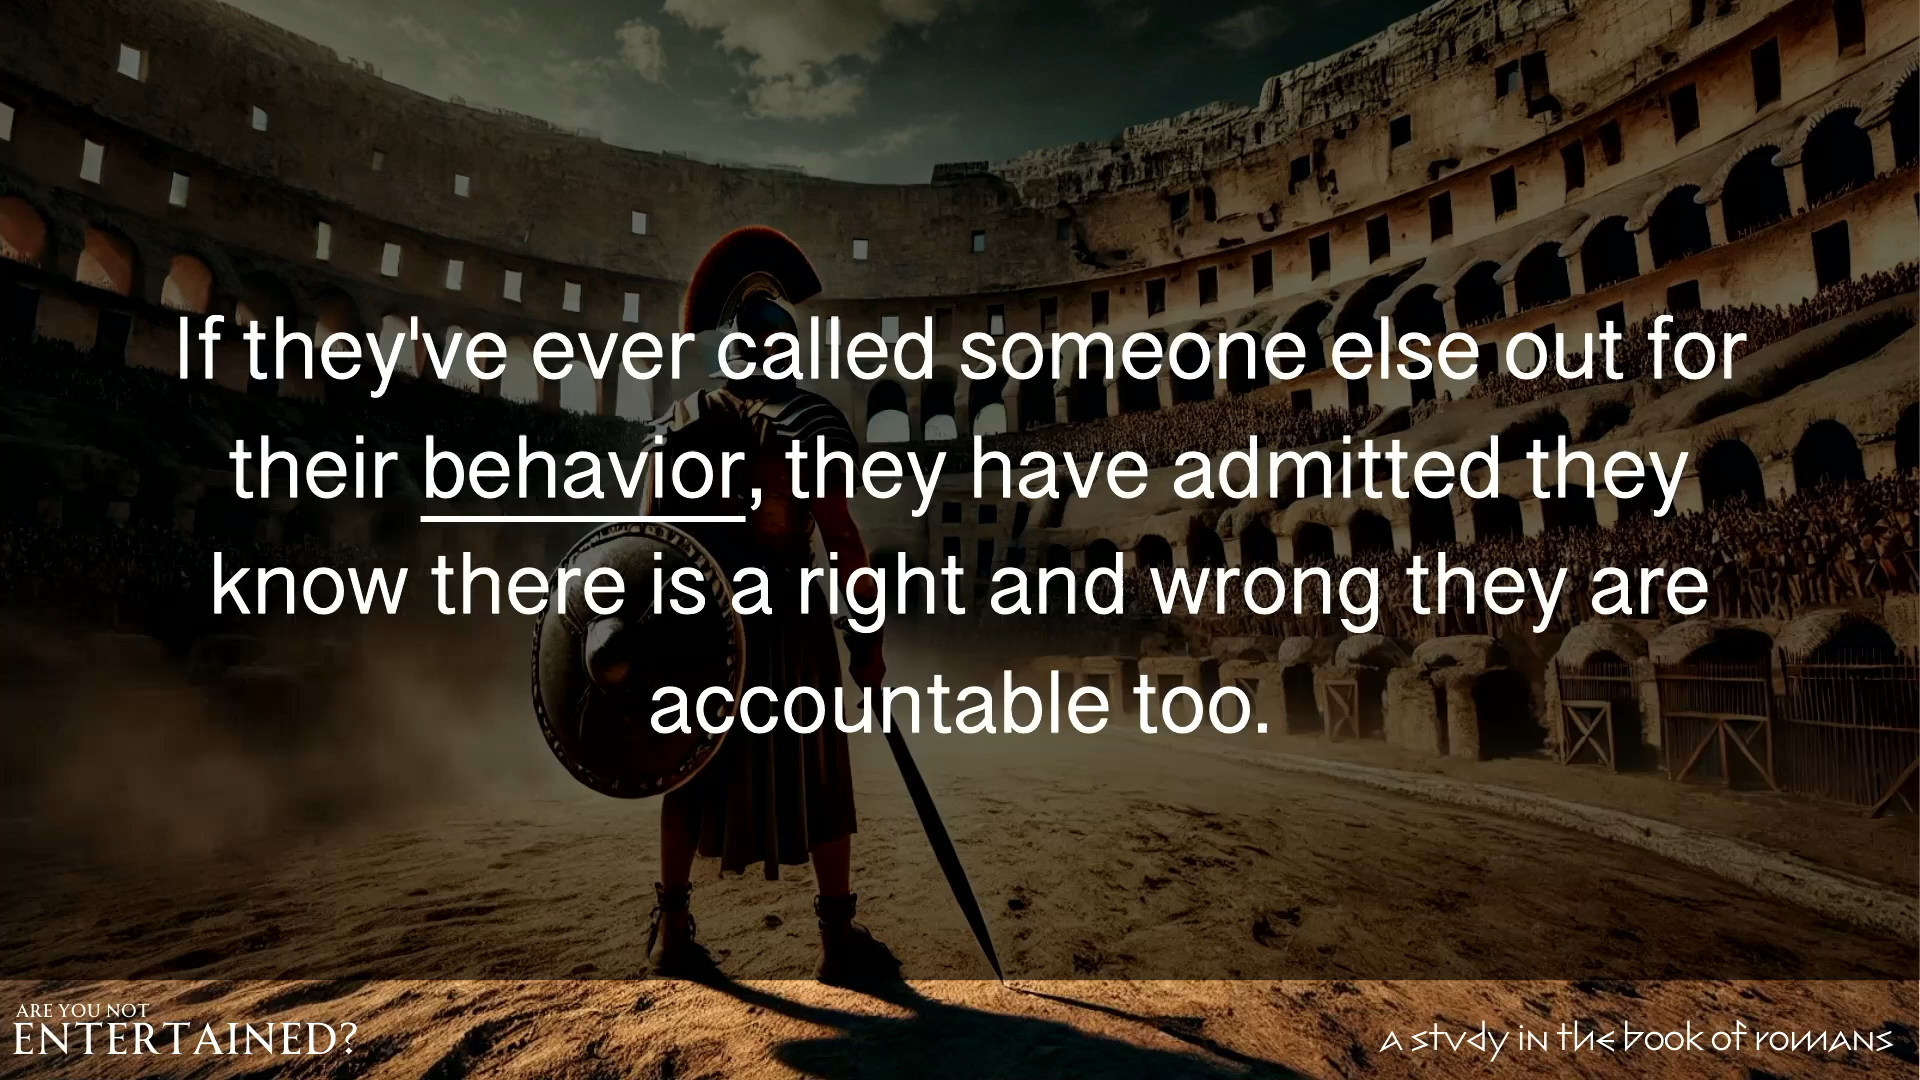 If they've ever called someone else out for
their behavior, they have admitted they
know there is a right and wrong they are
accountable too.
ARE YOU NOT
ENTERTAINED?
a study in the book of romans